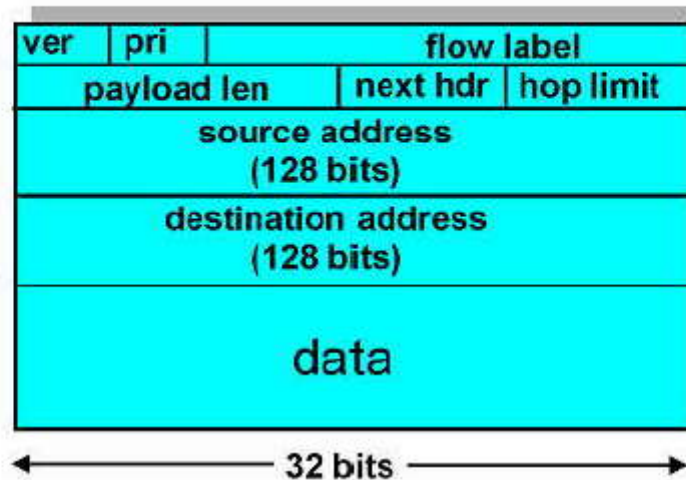 ver pri flow label
payload len next hdr hop limit
source address
(128 bits)
destination address
(128 bits)
data
32 bits